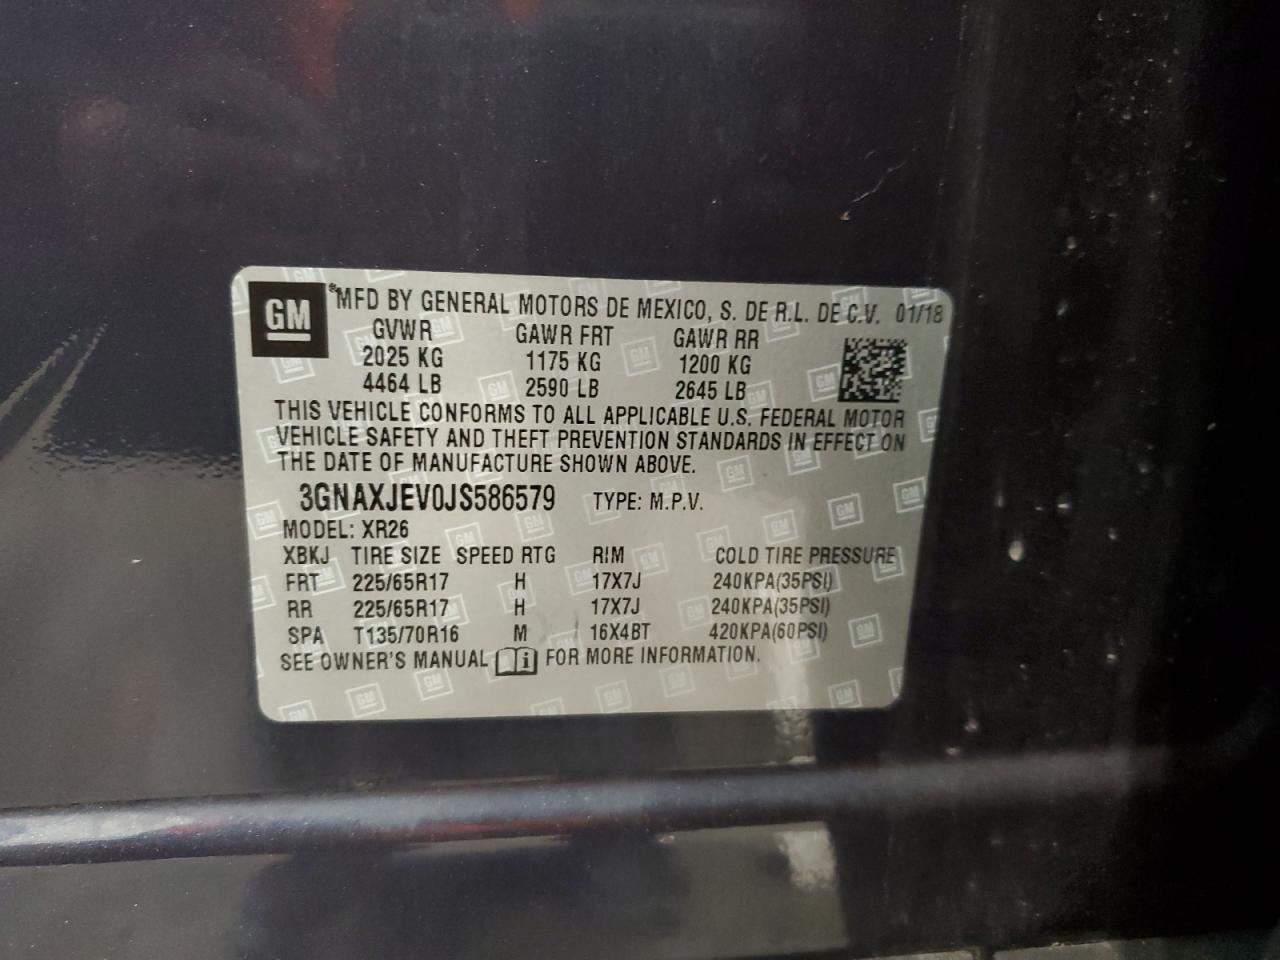 GM ®MFD BY GENERAL MOTORS DE MEXICO, S. DE R.L. DE C.V. 01/18
GVWR GAWR FRT GAWR RR
2025 KG 1175 KG 1200 KG
4464 LB 2590 LB 2645 LB
THIS VEHICLE CONFORMS TO ALL APPLICABLE U.S. FEDERAL MOTOR
VEHICLE SAFETY AND THEFT PREVENTION STANDARDS IN EFFECT ON
THE DATE OF MANUFACTURE SHOWN ABOVE.
3GNAXJEV0JS586579 TYPE: M.P.V.
MODEL: XR26
XBKJ TIRE SIZE SPEED RTG RIM COLD TIRE PRESSURE
FRT 225/65R17 H 17X7J 240KPA(35PSI)
RR 225/65R17 H 17X7J 240KPA(35PSI)
SPA T135/70R16 M 16X4BT 420KPA(60PSI)
SEE OWNER'S MANUAL i FOR MORE INFORMATION.